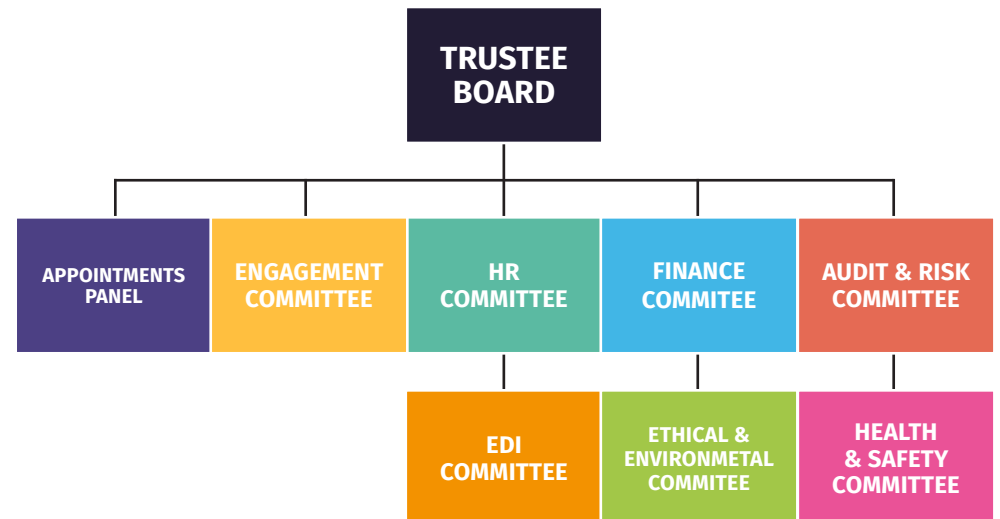 TRUSTEE
BOARD
APPOINTMENTS
PANEL
ENGAGEMENT
COMMITTEE
HR
COMMITTEE
FINANCE
COMMITEE
AUDIT & RISK
COMMITTEE
EDI
COMMITTEE
ETHICAL &
ENVIRONMETAL
COMMITEE
HEALTH
& SAFETY
COMMITTEE